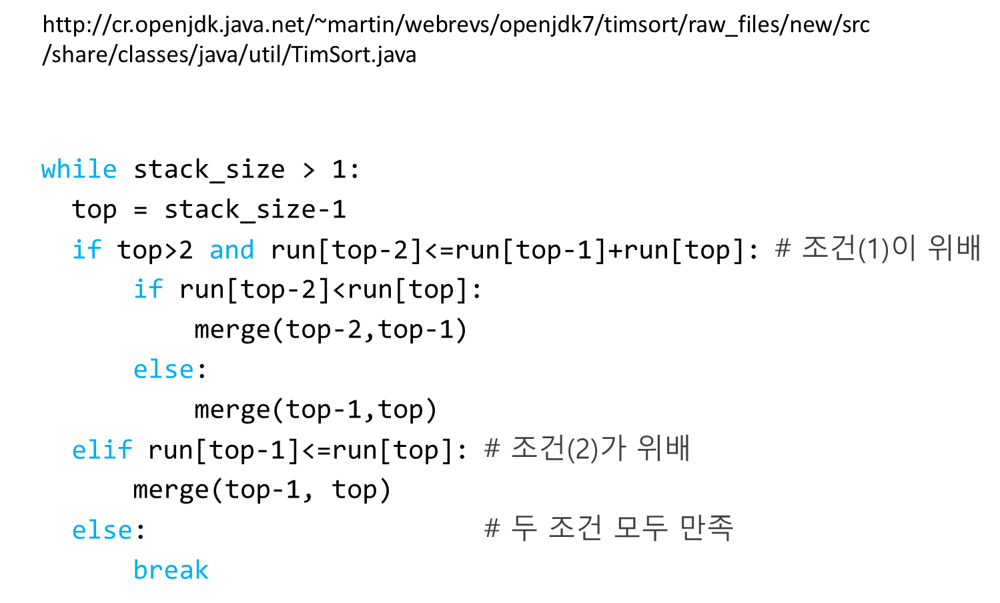 http://cr.openjdk.java.net/~martin/webrevs/openjdk7/timsort/raw_files/new/src
/share/classes/java/util/TimSort.java
while stack_size > 1:
top = stack_size-1
if top>2 and run[top-2]<=run[top-1]+run[top]: # 조건(1)이 위배
if run[top-2]<run[top]:
merge(top-2,top-1)
else:
merge(top-1,top)
elif run[top-1]<=run[top]: # 조건(2)가 위배
merge(top-1, top)
else: # 두 조건 모두 만족
break